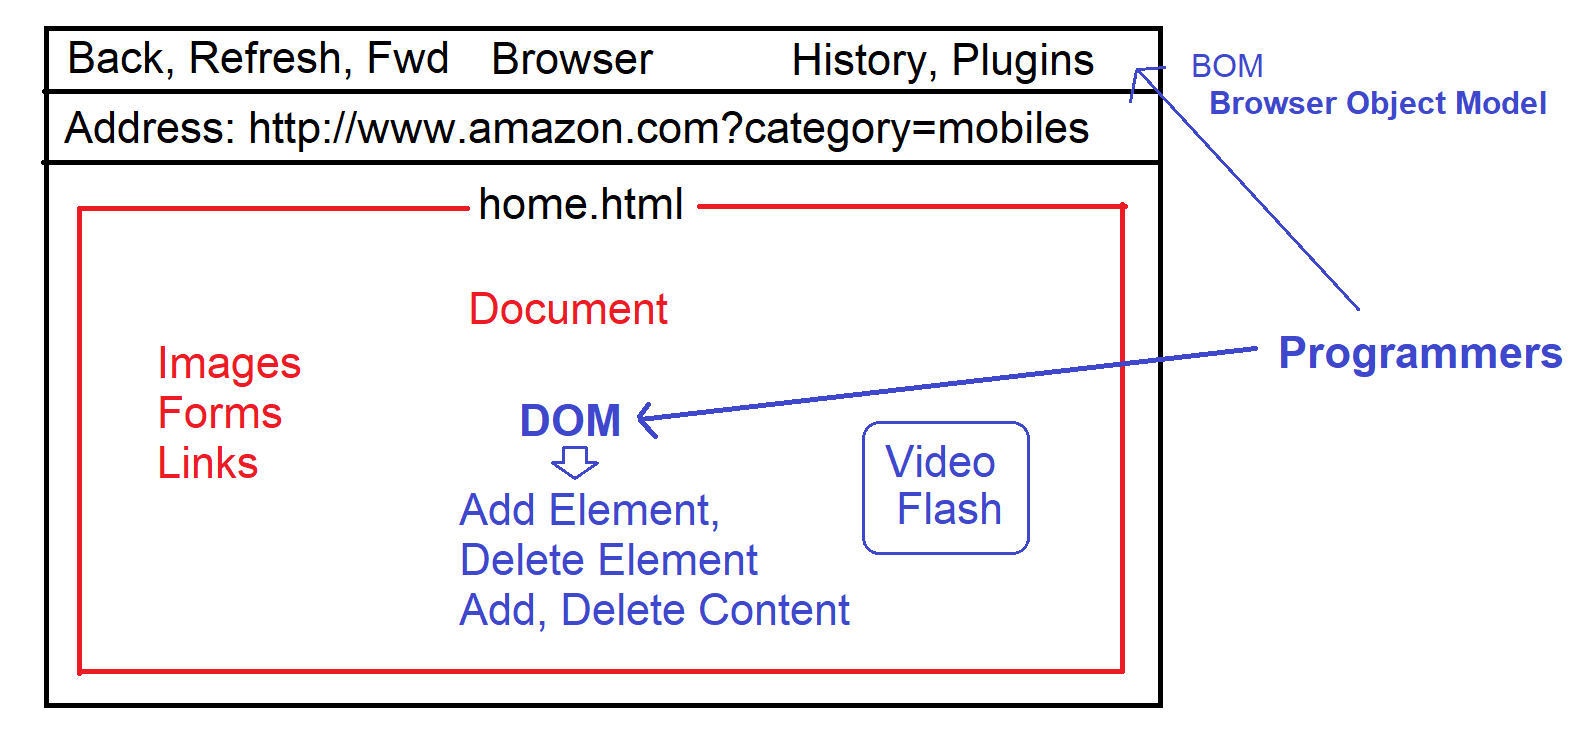 Back, Refresh, Fwd Browser History, Plugins
BOM
Browser Object Model
Address: http://www.amazon.com?category=mobiles
home.html
Document
Images
Forms
Links
Programmers
DOM
Add Element,
Delete Element
Add, Delete Content
Video
Flash